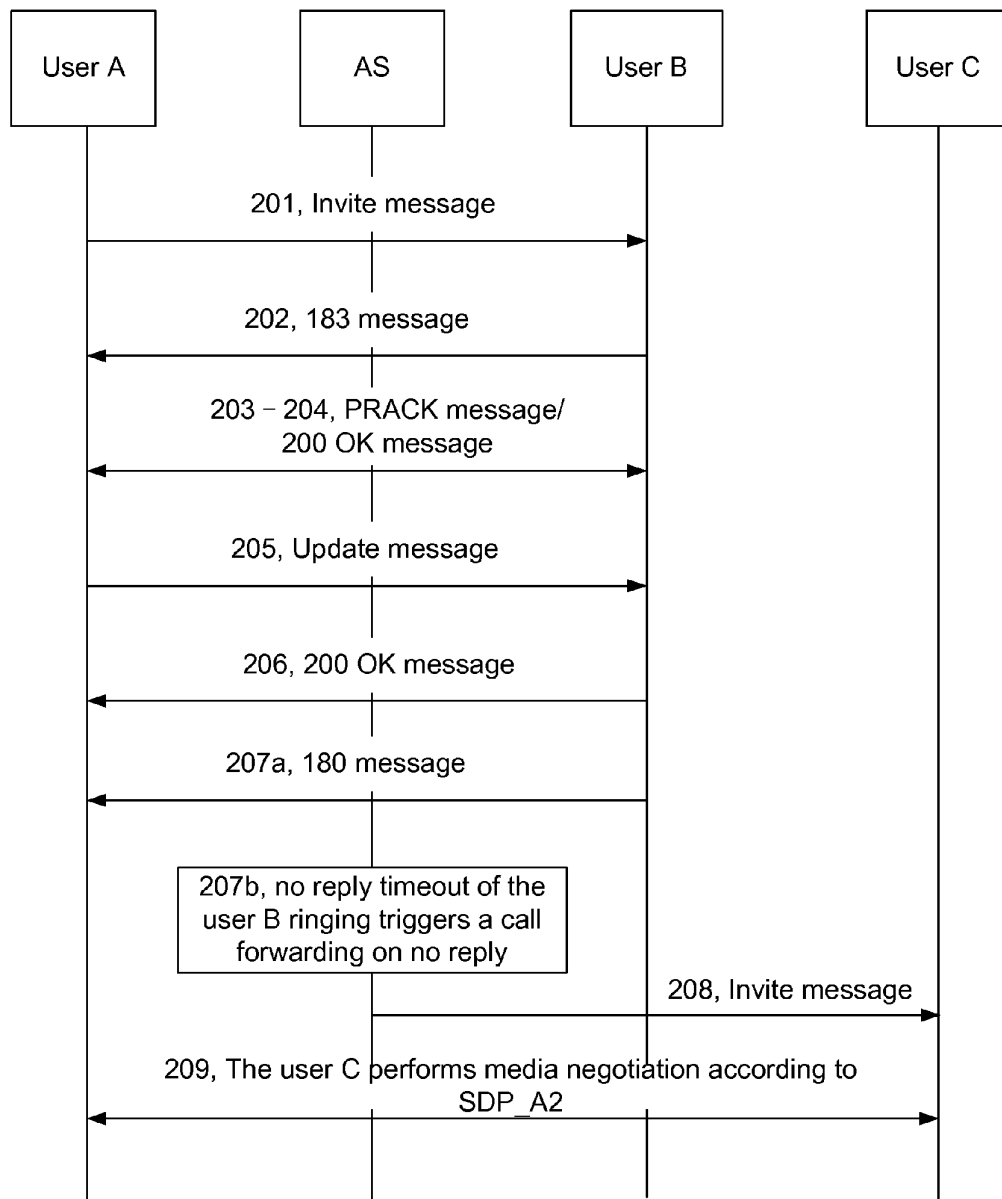 User A
AS
User B
User C
201, Invite message
202, 183 message
203 – 204, PRACK message/
200 OK message
205, Update message
206, 200 OK message
207a, 180 message
207b, no reply timeout of the
user B ringing triggers a call
forwarding on no reply
208, Invite message
209, The user C performs media negotiation according to
SDP_A2